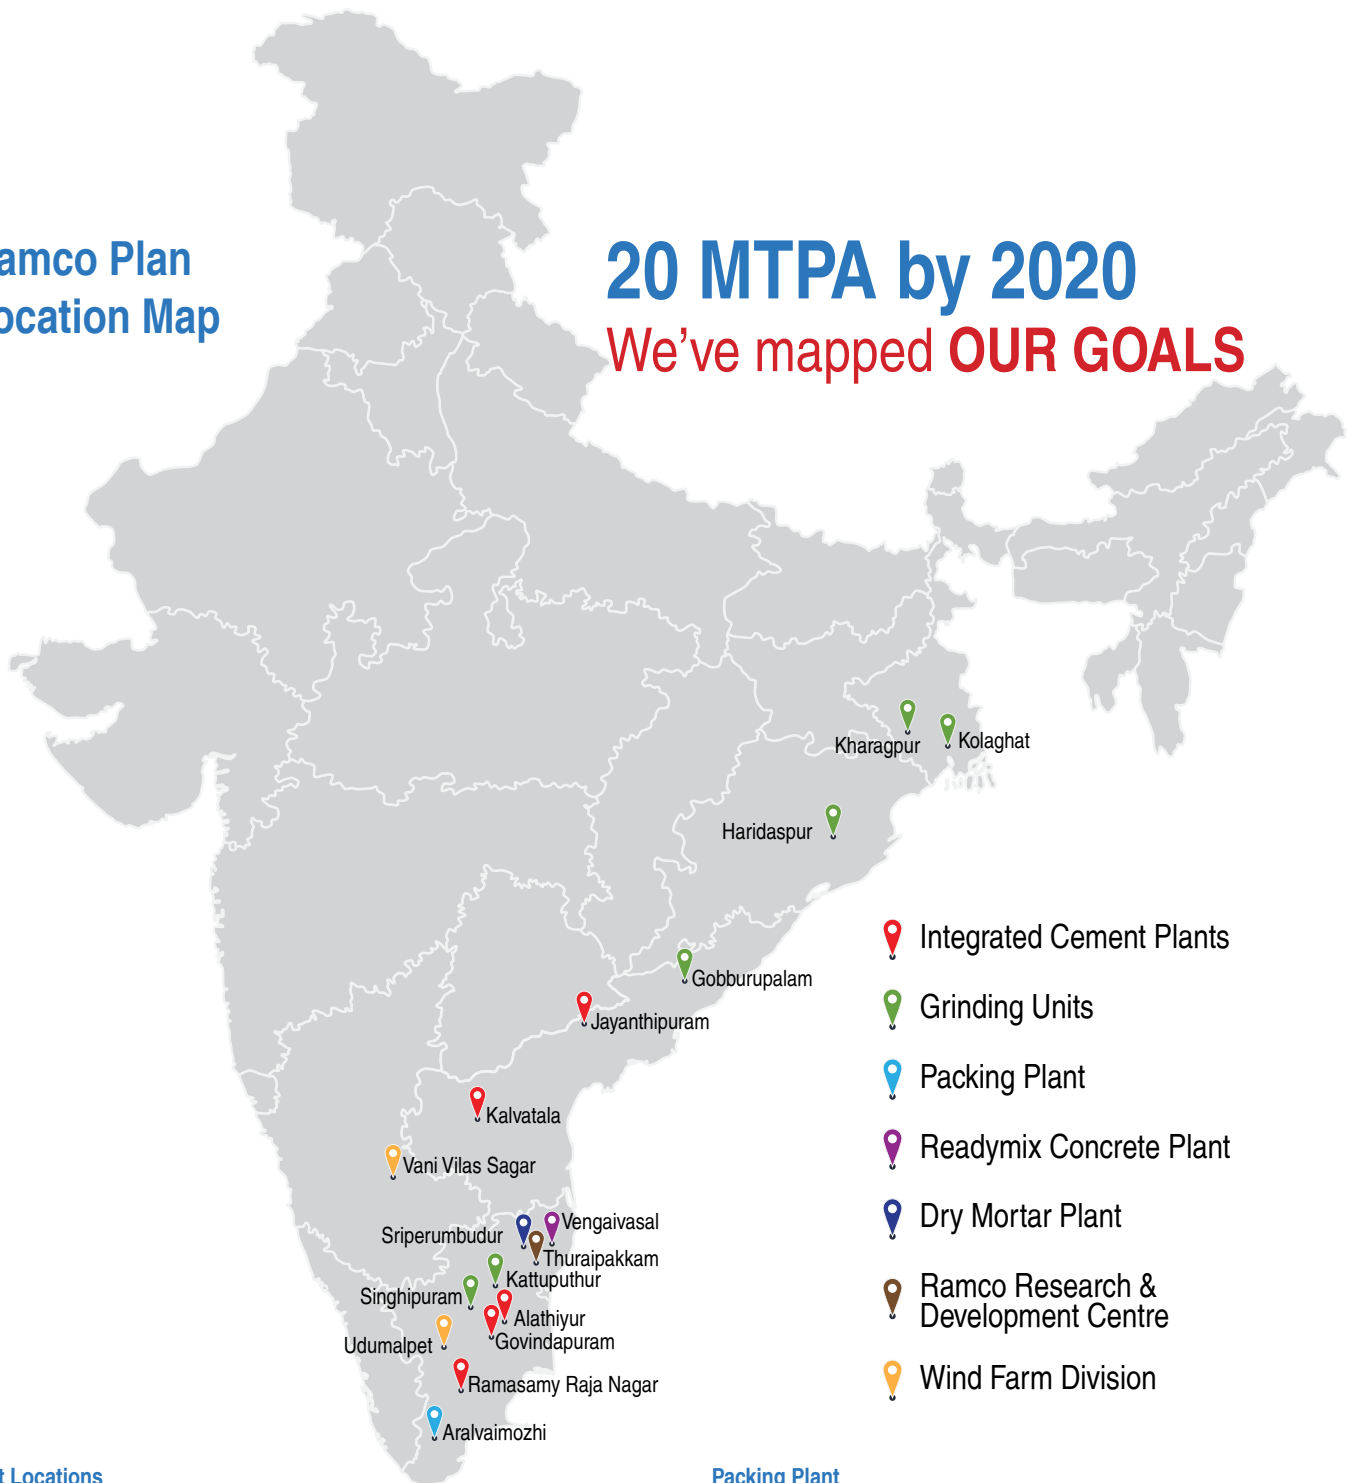 amco Plan
ocation Map
20 MTPA by 2020
We've mapped OUR GOALS
Kharagpur
Kolaghat
Haridaspur
Gobburupalam
Jayanthipuram
Kalvatala
Vani Vilas Sagar
Sriperumbudur
Vengaivasal
Thuraipakkam
Kattuputhur
Singhipuram
Alathiyur
Govindapuram
Udumalpet
Ramasamy Raja Nagar
Aralvaimozhi
Integrated Cement Plants
Grinding Units
Packing Plant
Readymix Concrete Plant
Dry Mortar Plant
Ramco Research &
Development Centre
Wind Farm Division
t Locations
Packing Plant